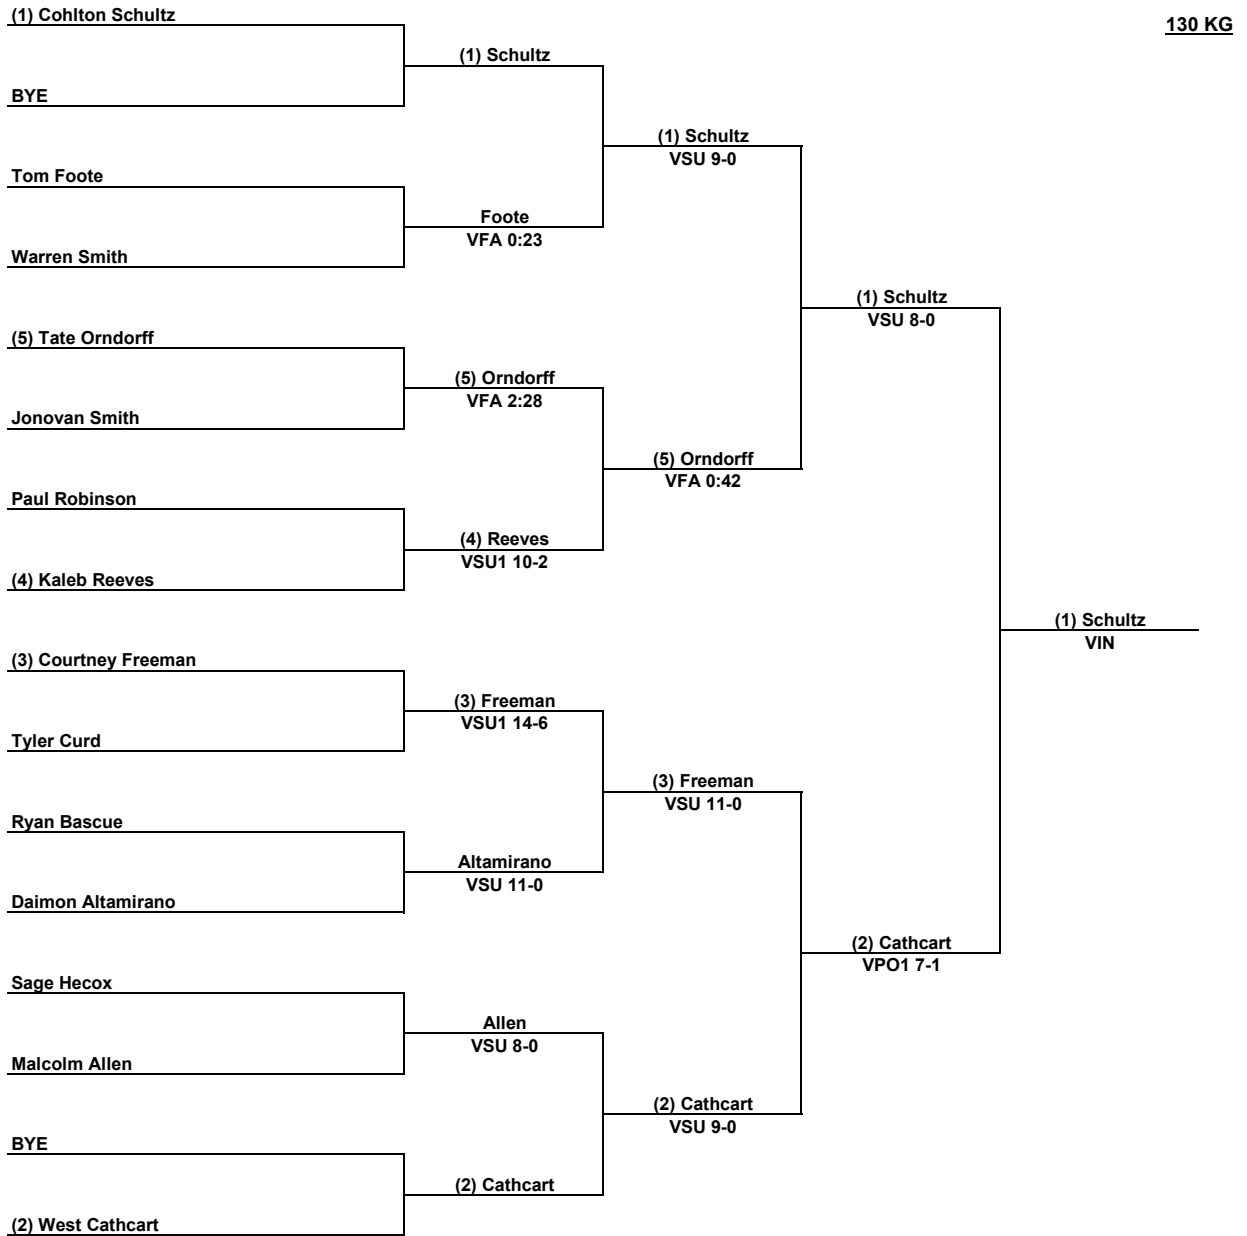 (1) Cohlton Schultz
130 KG
(1) Schultz
BYE
(1) Schultz
VSU 9-0
Tom Foote
Foote
VFA 0:23
Warren Smith
(1) Schultz
VSU 8-0
(5) Tate Orndorff
(5) Orndorff
VFA 2:28
Jonovan Smith
(5) Orndorff
VFA 0:42
Paul Robinson
(4) Reeves
VSU1 10-2
(4) Kaleb Reeves
(1) Schultz
VIN
(3) Courtney Freeman
(3) Freeman
VSU1 14-6
Tyler Curd
(3) Freeman
VSU 11-0
Ryan Bascue
Altamirano
VSU 11-0
Daimon Altamirano
(2) Cathcart
VPO1 7-1
Sage Hecox
Allen
VSU 8-0
Malcolm Allen
(2) Cathcart
VSU 9-0
BYE
(2) Cathcart
(2) West Cathcart